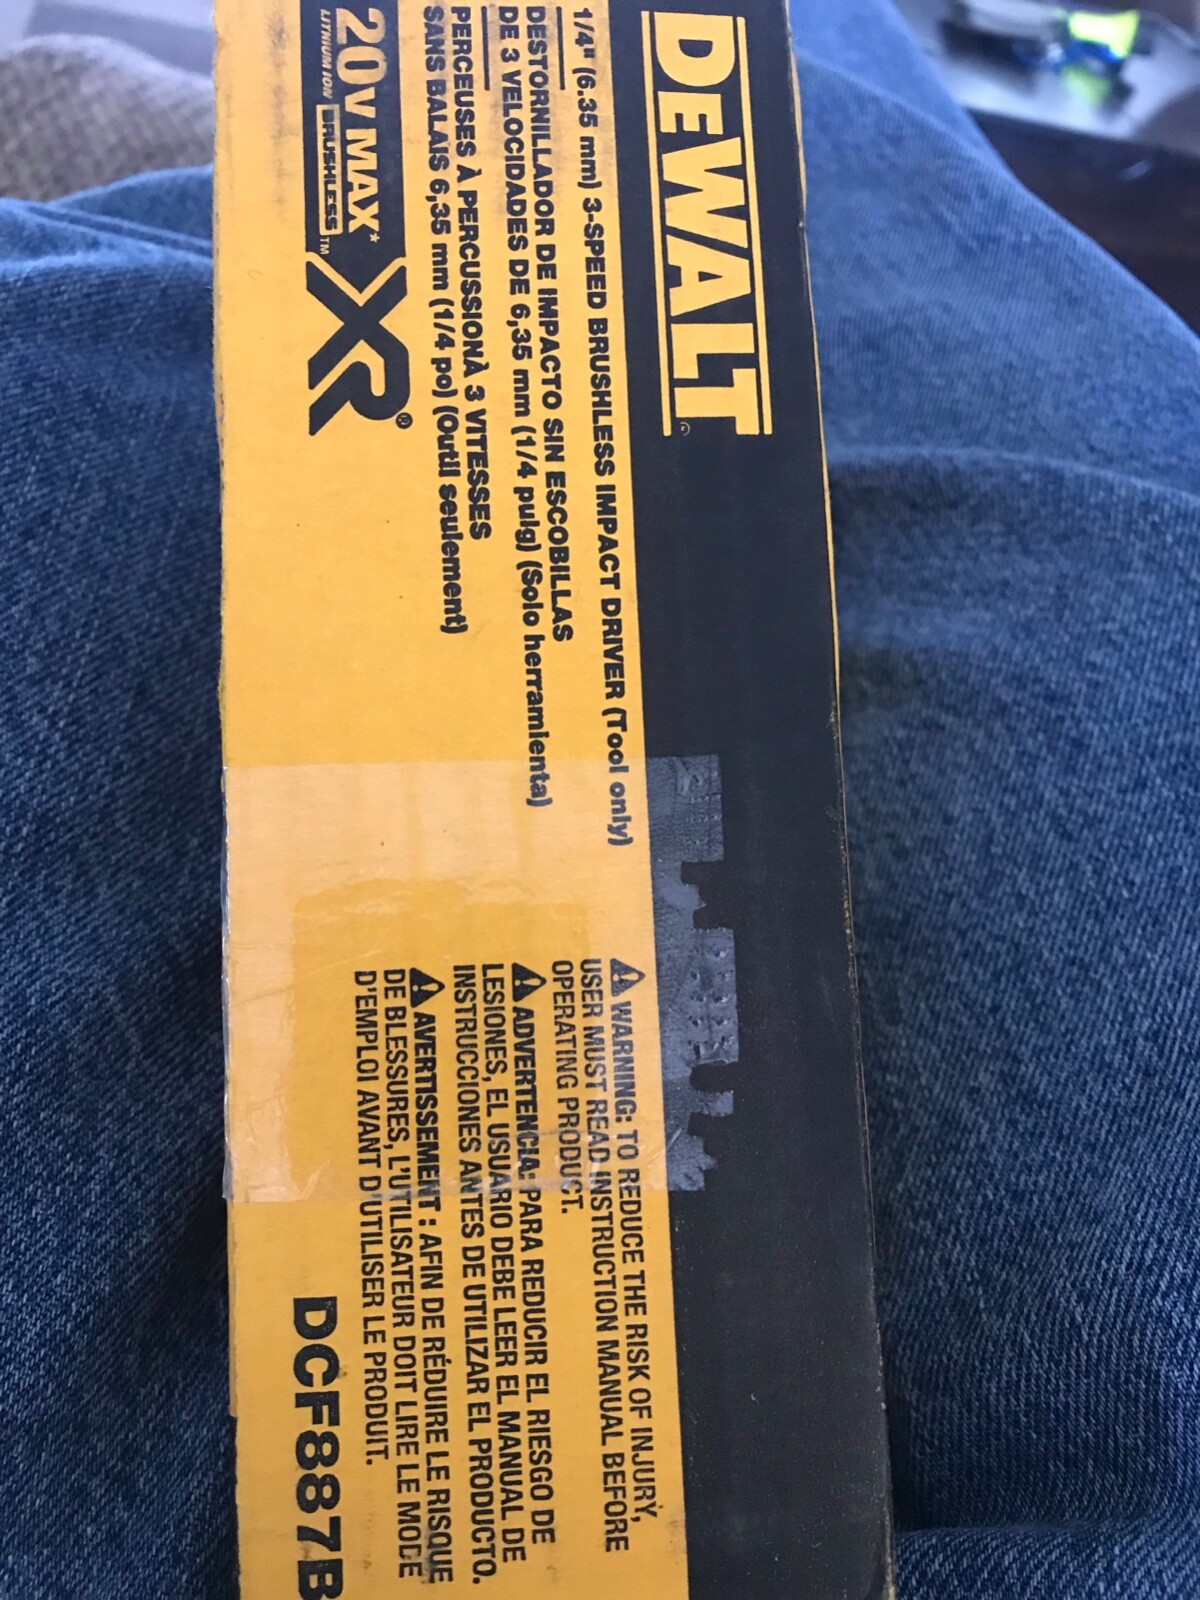 DEWALT
1/4" (6.35 mm) 3-SPEED BRUSHLESS IMPACT DRIVER (Tool only)
DESTORNILLADOR DE IMPACTO SIN ESCOBILLAS
DE 3 VELOCIDADES DE 6,35 mm (1/4 pulg) (Solo herramienta)
PERCEUSES À PERCUSSIONÀ 3 VITESSES
SANS BALAIS 6,35 mm (1/4 po) (Outil seulement)
20V MAX* XR®
LITHIUM ION BRUSHLESS™
⚠ WARNING: TO REDUCE THE RISK OF INJURY,
USER MUST READ INSTRUCTION MANUAL BEFORE
OPERATING PRODUCT.
⚠ ADVERTENCIA: PARA REDUCIR EL RIESGO DE
LESIONES, EL USUARIO DEBE LEER EL MANUAL DE
INSTRUCCIONES ANTES DE UTILIZAR EL PRODUCTO.
⚠ AVERTISSEMENT : AFIN DE RÉDUIRE LE RISQUE
DE BLESSURES, L'UTILISATEUR DOIT LIRE LE MODE
D'EMPLOI AVANT D'UTILISER LE PRODUIT.
DCF887B